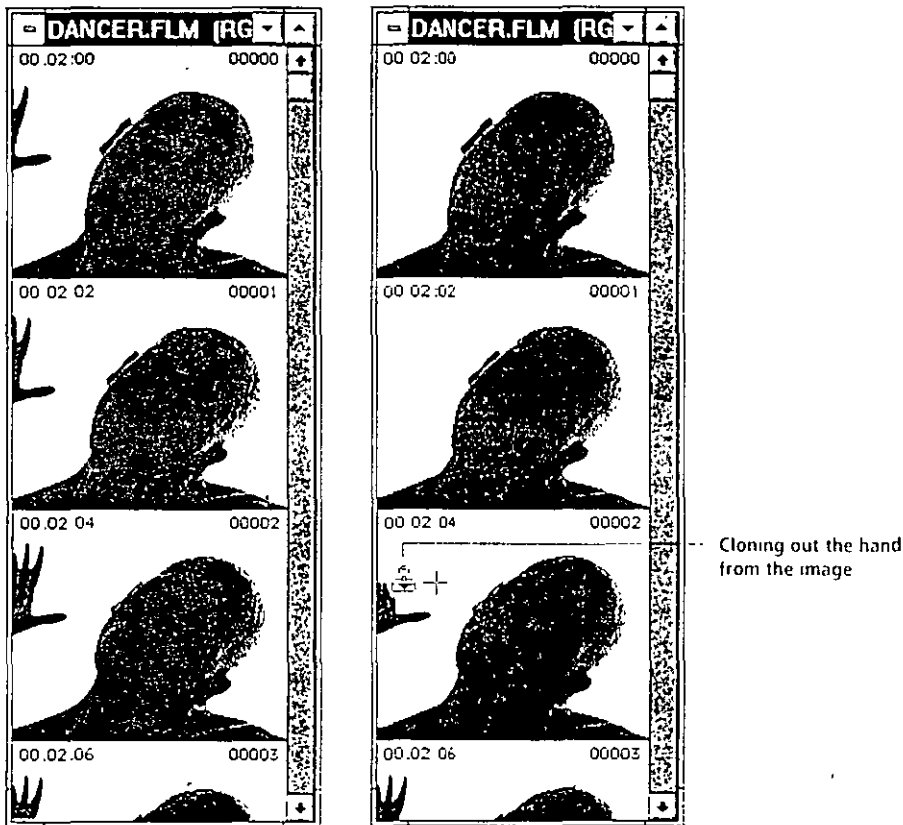 DANCER.FLM (RG
00.02:00 00000
00 02 02 00001
00.02 04 00002
00.02.06 00003
DANCER.FLM (RG
00 02:00 00000
00 02:02 00001
00 02 04 00002
00.02 06 00003
Cloning out the hand
from the image